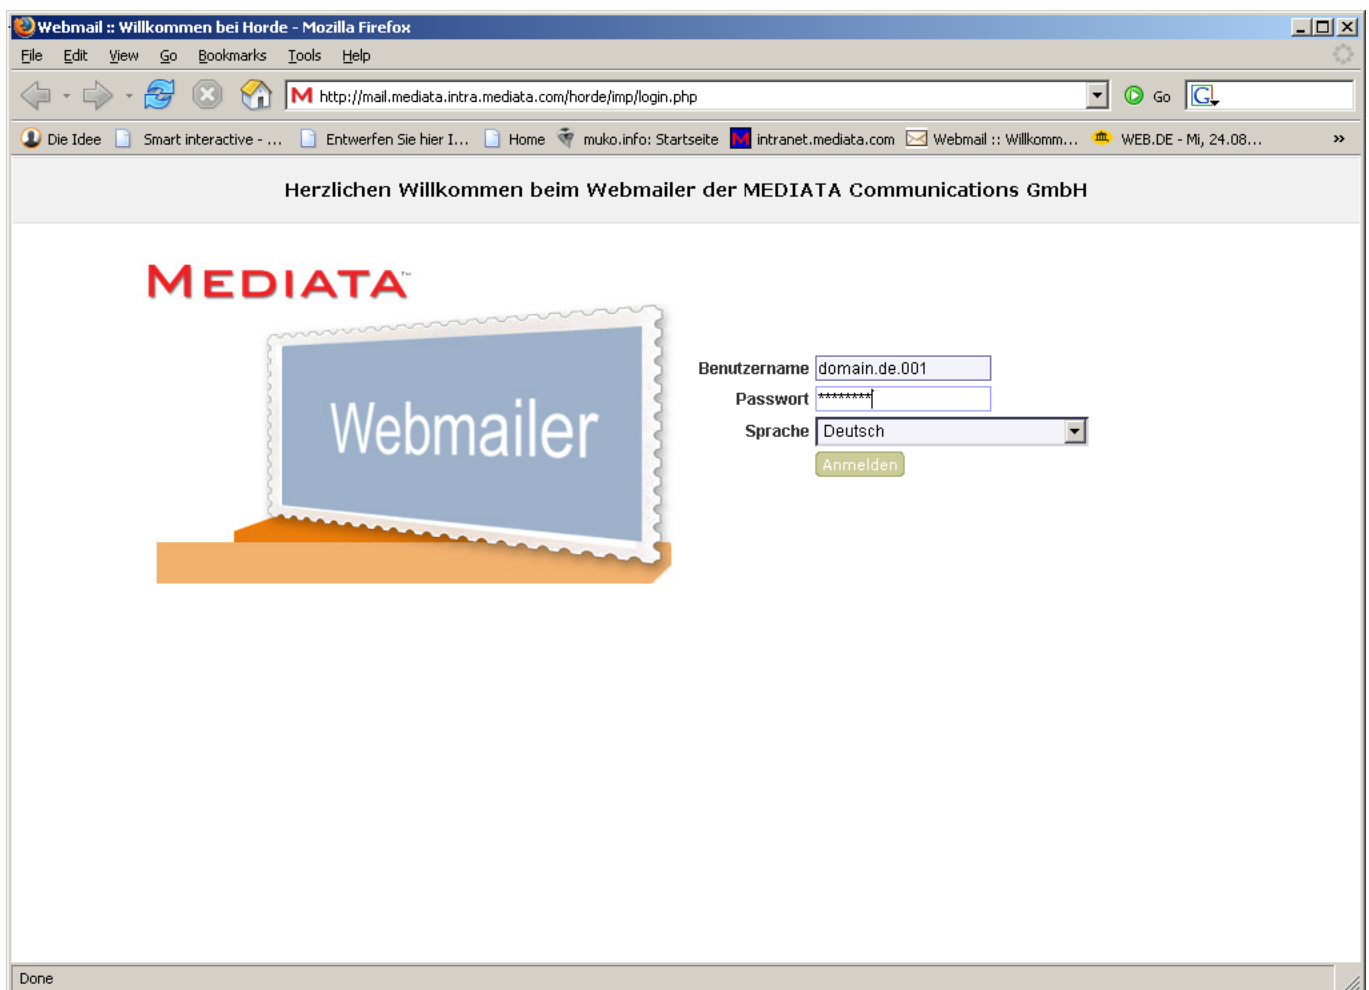 Webmail :: Willkommen bei Horde - Mozilla Firefox
File Edit View Go Bookmarks Tools Help
http://mail.mediata.intra.mediata.com/horde/imp/login.php Go G
Die Idee Smart interactive - ... Entwerfen Sie hier I... Home muko.info: Startseite intranet.mediata.com Webmail :: Willkomm... WEB.DE - Mi, 24.08... »
Herzlichen Willkommen beim Webmailer der MEDIATA Communications GmbH
MEDIATA™
Webmailer
Benutzername domain.de.001
Passwort ********
Sprache Deutsch
Anmelden
Done